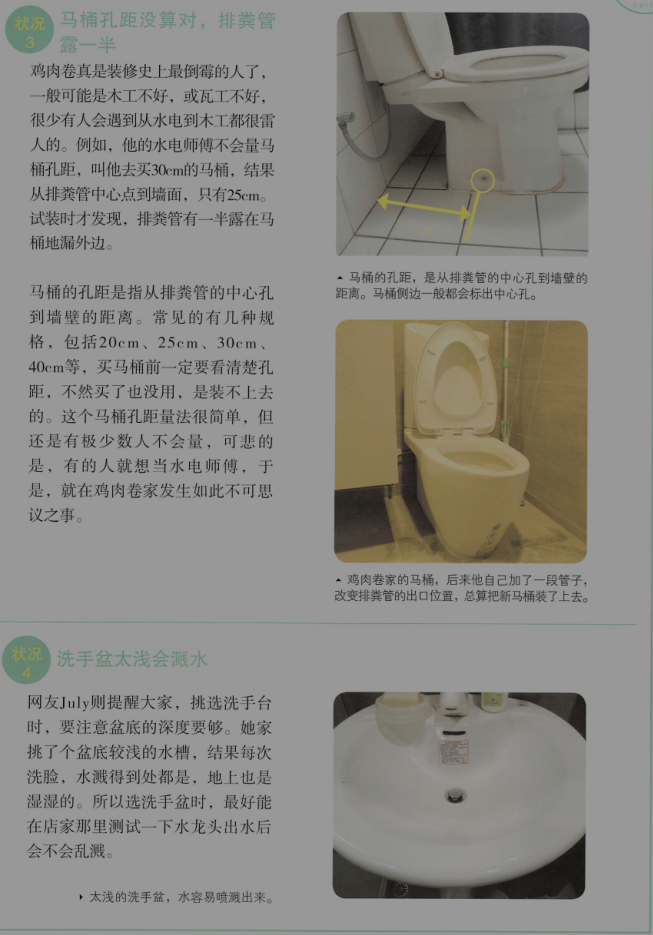 状况
3
马桶孔距没算对，排粪管
露一半
鸡肉卷真是装修史上最倒霉的人了，
一般可能是木工不好，或瓦工不好，
很少有人会遇到从水电到木工都很雷
人的。例如，他的水电师傅不会量马
桶孔距，叫他去买30cm的马桶，结果
从排粪管中心点到墙面，只有25cm。
试装时才发现，排粪管有一半露在马
桶地漏外边。
马桶的孔距是指从排粪管的中心孔
到墙壁的距离。常见的有几种规
格，包括20cm、25cm、30cm、
40cm等，买马桶前一定要看清楚孔
距，不然买了也没用，是装不上去
的。这个马桶孔距量法很简单，但
还是有极少数人不会量，可悲的
是，有的人就想当水电师傅，于
是，就在鸡肉卷家发生如此不可思
议之事。
马桶的孔距，是从排粪管的中心孔到墙壁的
距离。马桶侧边一般都会标出中心孔。
鸡肉卷家的马桶，后来他自己加了一段管子，
改变排粪管的出口位置，总算把新马桶装了上去。
状况
4
洗手盆太浅会溅水
网友July则提醒大家，挑选洗手台
时，要注意盆底的深度要够。她家
挑了个盆底较浅的水槽，结果每次
洗脸，水溅得到处都是，地上也是
湿湿的。所以选洗手盆时，最好能
在店家那里测试一下水龙头出水后
会不会乱溅。
太浅的洗手盆，水容易喷溅出来。